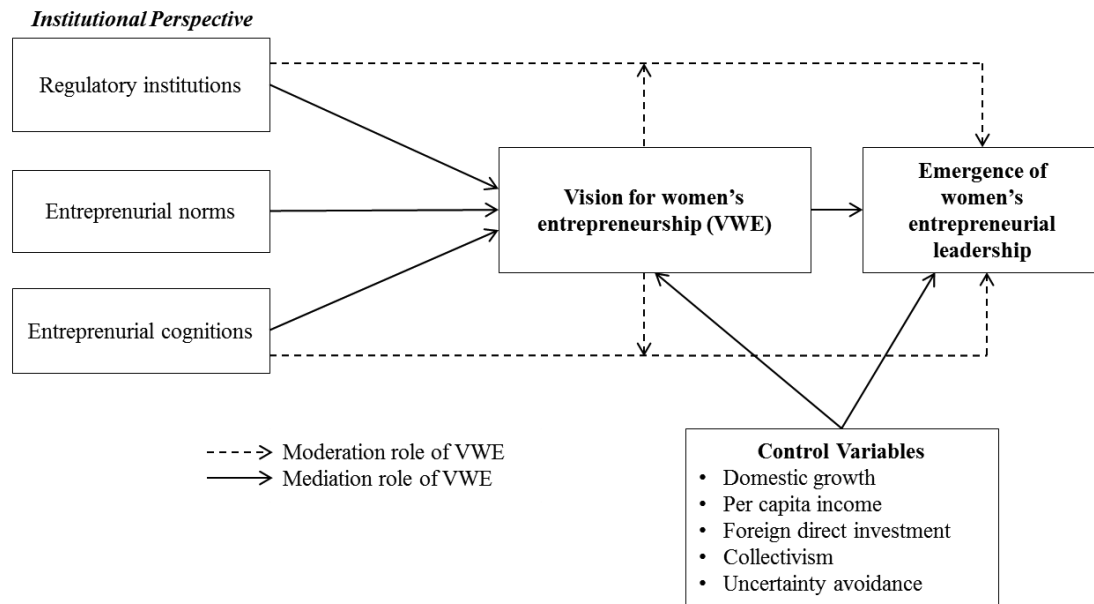 Institutional Perspective
Regulatory institutions
Entreprenurial norms
Entreprenurial cognitions
Vision for women’s
entrepreneurship (VWE)
Emergence of
women’s
entrepreneurial
leadership
Moderation role of VWE
Mediation role of VWE
Control Variables
• Domestic growth
• Per capita income
• Foreign direct investment
• Collectivism
• Uncertainty avoidance